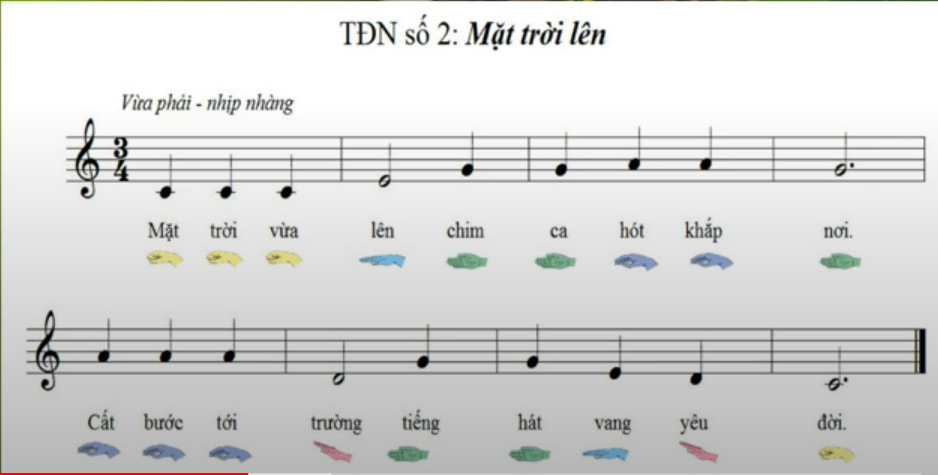 TĐN số 2: Mặt trời lên
Vừa phải - nhịp nhàng
3
4
Mặt trời vừa lên chim ca hót khắp nơi.
Cất bước tới trường tiếng hát vang yêu đời.